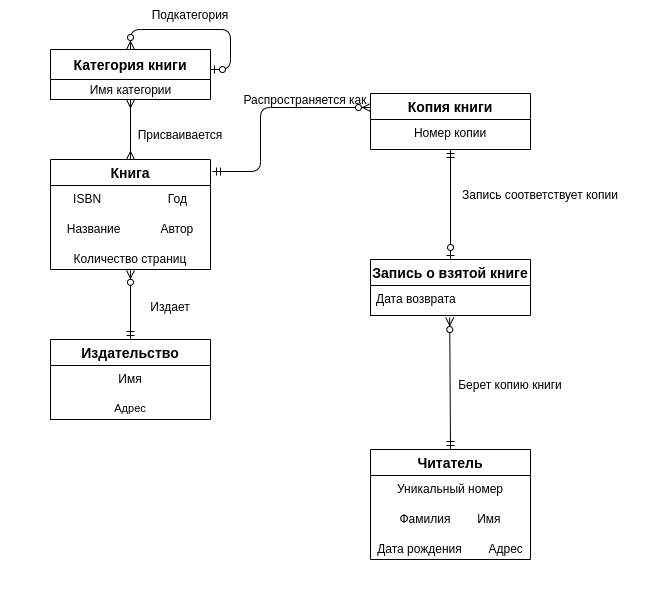 Подкатегория
Категория книги
Имя категории
Распространяется как
Копия книги
Номер копии
Присваивается
Книга
ISBN Год
Название Автор
Количество страниц
Запись соответствует копии
Запись о взятой книге
Дата возврата
Издает
Издательство
Имя
Адрес
Берет копию книги
Читатель
Уникальный номер
Фамилия Имя
Дата рождения Адрес